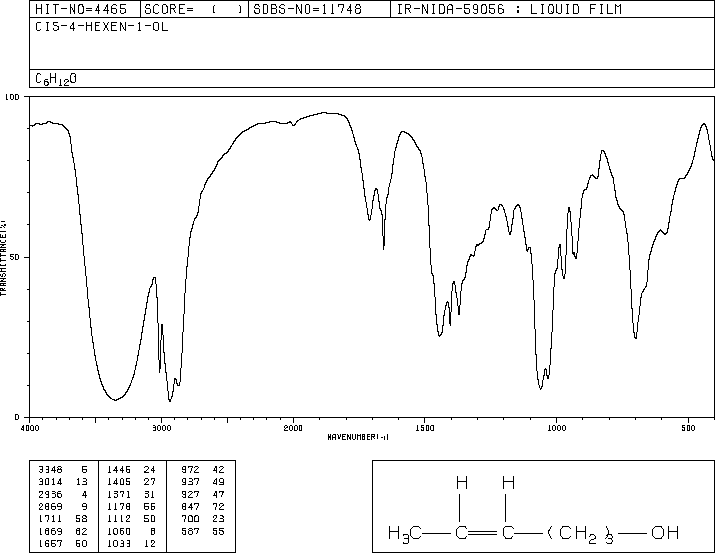 HIT-NO=4465 SCORE= ( ) SDBS-NO=11748 IR-NIDA-59056 : LIQUID FILM
CIS-4-HEXEN-1-OL
C6H12O
100
50
0
TRANSMITTANCE(%)
4000 3000 2000 1500 1000 500
WAVENUMBER(-1)
3348 6 1446 24 972 42
3014 13 1405 27 937 49
2936 4 1371 31 927 47
2869 9 1178 55 847 72
1711 58 1112 50 700 23
1669 62 1060 8 587 55
1657 50 1033 12
H H
H3C C C (CH2)3 OH